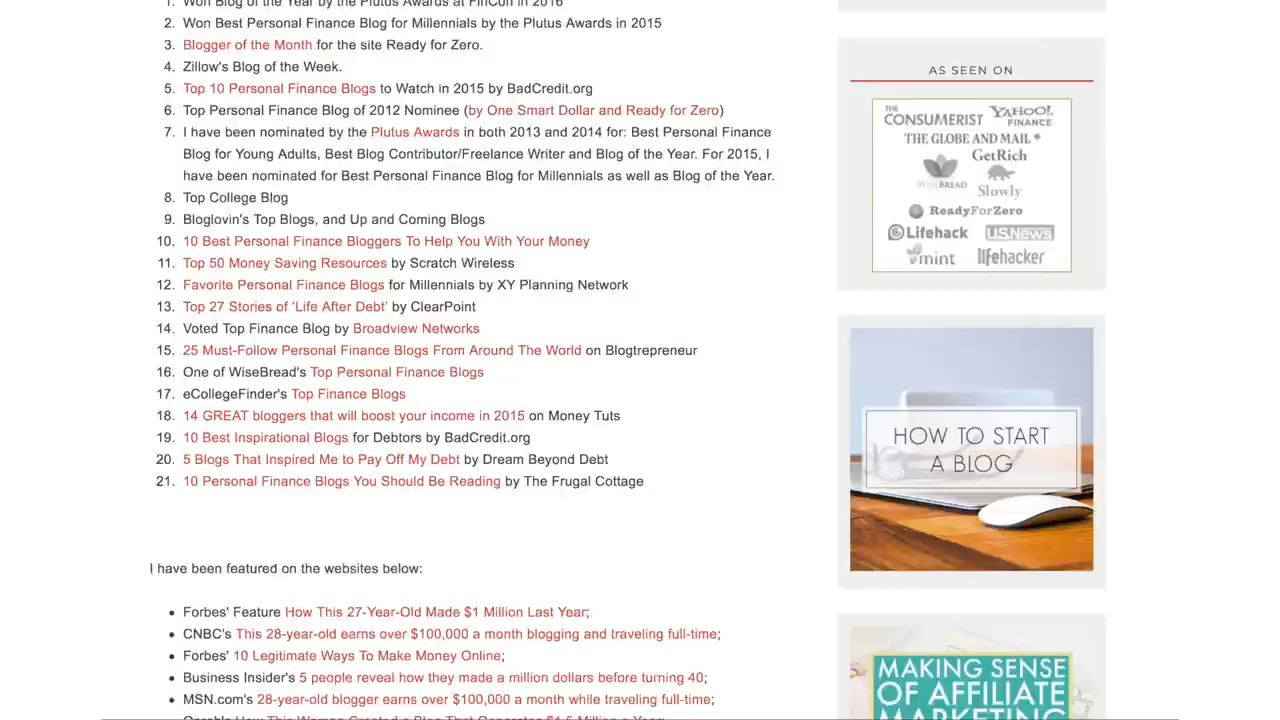 1. Won Blog of the Year by the Plutus Awards at FinCon in 2016
2. Won Best Personal Finance Blog for Millennials by the Plutus Awards in 2015
3. Blogger of the Month for the site Ready for Zero.
4. Zillow's Blog of the Week.
5. Top 10 Personal Finance Blogs to Watch in 2015 by BadCredit.org
6. Top Personal Finance Blog of 2012 Nominee (by One Smart Dollar and Ready for Zero)
7. I have been nominated by the Plutus Awards in both 2013 and 2014 for: Best Personal Finance
Blog for Young Adults, Best Blog Contributor/Freelance Writer and Blog of the Year. For 2015, I
have been nominated for Best Personal Finance Blog for Millennials as well as Blog of the Year.
8. Top College Blog
9. Bloglovin's Top Blogs, and Up and Coming Blogs
10. 10 Best Personal Finance Bloggers To Help You With Your Money
11. Top 50 Money Saving Resources by Scratch Wireless
12. Favorite Personal Finance Blogs for Millennials by XY Planning Network
13. Top 27 Stories of 'Life After Debt' by ClearPoint
14. Voted Top Finance Blog by Broadview Networks
15. 25 Must-Follow Personal Finance Blogs From Around The World on Blogtrepreneur
16. One of WiseBread's Top Personal Finance Blogs
17. eCollegeFinder's Top Finance Blogs
18. 14 GREAT bloggers that will boost your income in 2015 on Money Tuts
19. 10 Best Inspirational Blogs for Debtors by BadCredit.org
20. 5 Blogs That Inspired Me to Pay Off My Debt by Dream Beyond Debt
21. 10 Personal Finance Blogs You Should Be Reading by The Frugal Cottage
I have been featured on the websites below:
• Forbes' Feature How This 27-Year-Old Made $1 Million Last Year;
• CNBC's This 28-year-old earns over $100,000 a month blogging and traveling full-time;
• Forbes' 10 Legitimate Ways To Make Money Online;
• Business Insider's 5 people reveal how they made a million dollars before turning 40;
• MSN.com's 28-year-old blogger earns over $100,000 a month while traveling full-time;
This Woman Created a Blog That Generates $1.5 Million a Year
AS SEEN ON
THE CONSUMERIST YAHOO! FINANCE
THE GLOBE AND MAIL
WISEBREAD GetRich
Slowly
ReadyForZero
Lifehack U.S.News
mint lifehacker
HOW TO START
A BLOG
MAKING SENSE
OF AFFILIATE
MARKETING